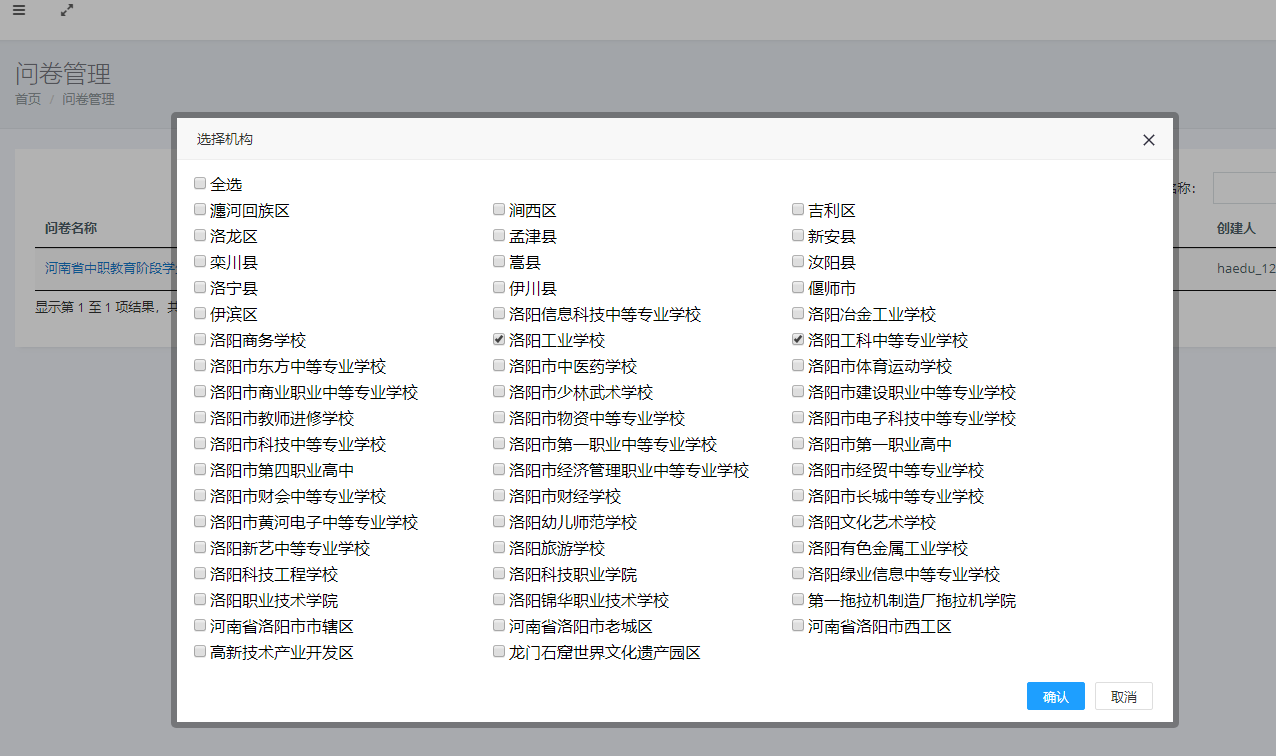 问卷管理
首页 / 问卷管理
选择机构
全选
瀍河回族区 涧西区 吉利区
洛龙区 孟津县 新安县
栾川县 嵩县 汝阳县
洛宁县 伊川县 偃师市
伊滨区 洛阳信息科技中等专业学校 洛阳冶金工业学校
洛阳商务学校 洛阳工业学校 洛阳工科中等专业学校
洛阳市东方中等专业学校 洛阳市中医药学校 洛阳市体育运动学校
洛阳市商业职业中等专业学校 洛阳市少林武术学校 洛阳市建设职业中等专业学校
洛阳市教师进修学校 洛阳市物资中等专业学校 洛阳市电子科技中等专业学校
洛阳市科技中等专业学校 洛阳市第一职业中等专业学校 洛阳市第一职业高中
洛阳市第四职业高中 洛阳市经济管理职业中等专业学校 洛阳市经贸中等专业学校
洛阳市财会中等专业学校 洛阳市财经学校 洛阳市长城中等专业学校
洛阳市黄河电子中等专业学校 洛阳幼儿师范学校 洛阳文化艺术学校
洛阳新艺中等专业学校 洛阳旅游学校 洛阳有色金属工业学校
洛阳科技工程学校 洛阳科技职业学院 洛阳绿业信息中等专业学校
洛阳职业技术学院 洛阳锦华职业技术学校 第一拖拉机制造厂拖拉机学院
河南省洛阳市市辖区 河南省洛阳市老城区 河南省洛阳市西工区
高新技术产业开发区 龙门石窟世界文化遗产园区
确认 取消
称：
问卷名称 创建人
河南省中职教育阶段学 haedu_12
显示第 1 至 1 项结果，共